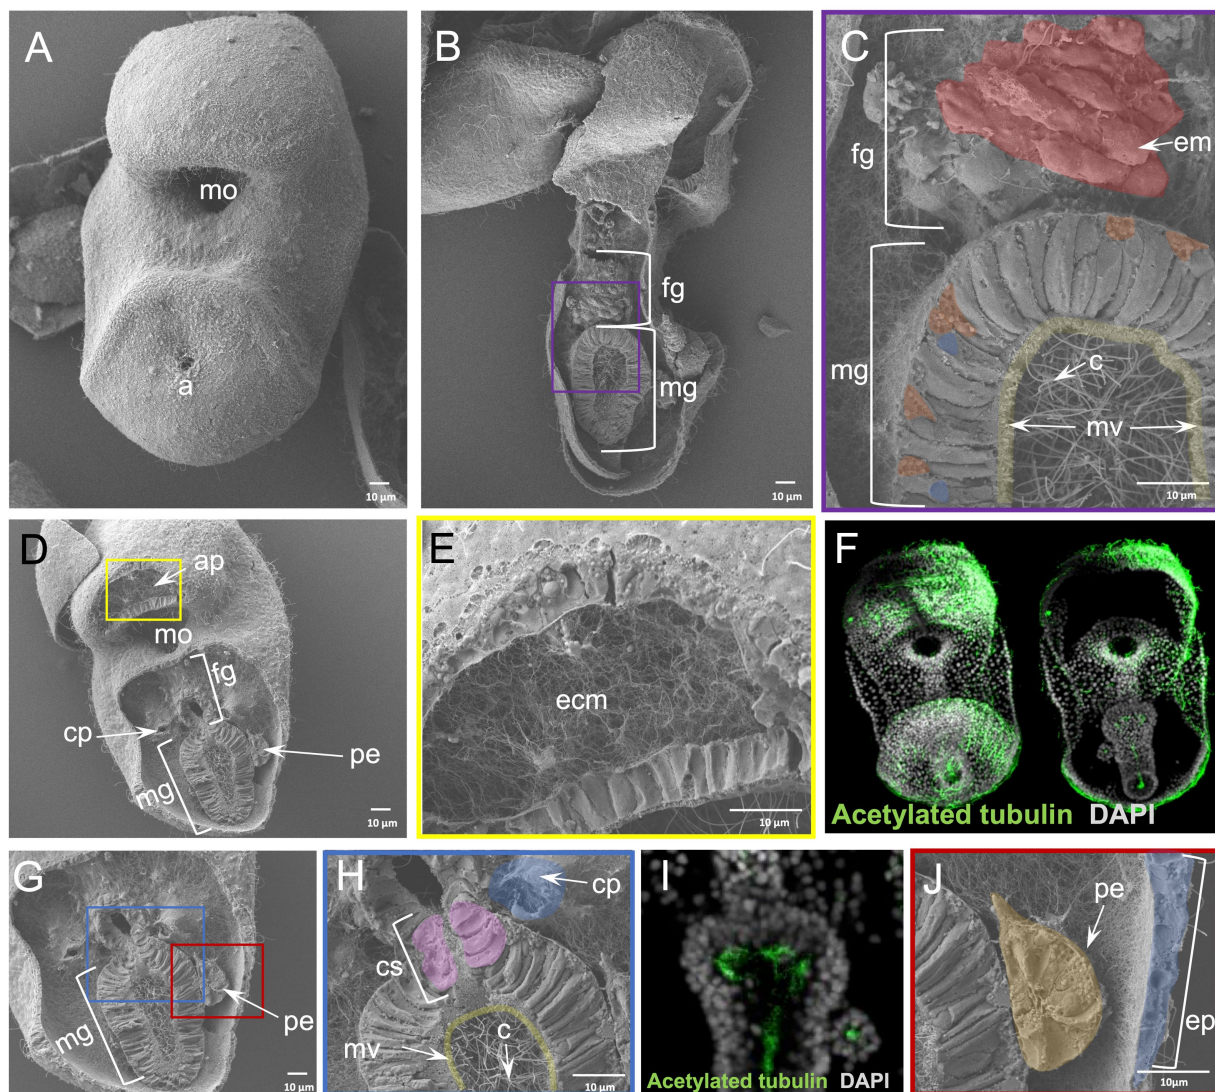 A
mo
a
10 µm
B
fg
mg
10 µm
C
fg
em
mg
c
mv
10 µm
D
ap
mo
fg
cp
pe
mg
10 µm
E
ecm
10 µm
F
Acetylated tubulin DAPI
G
mg
pe
10 µm
H
cp
cs
mv
c
10 µm
I
Acetylated tubulin DAPI
J
pe
ep
10µm